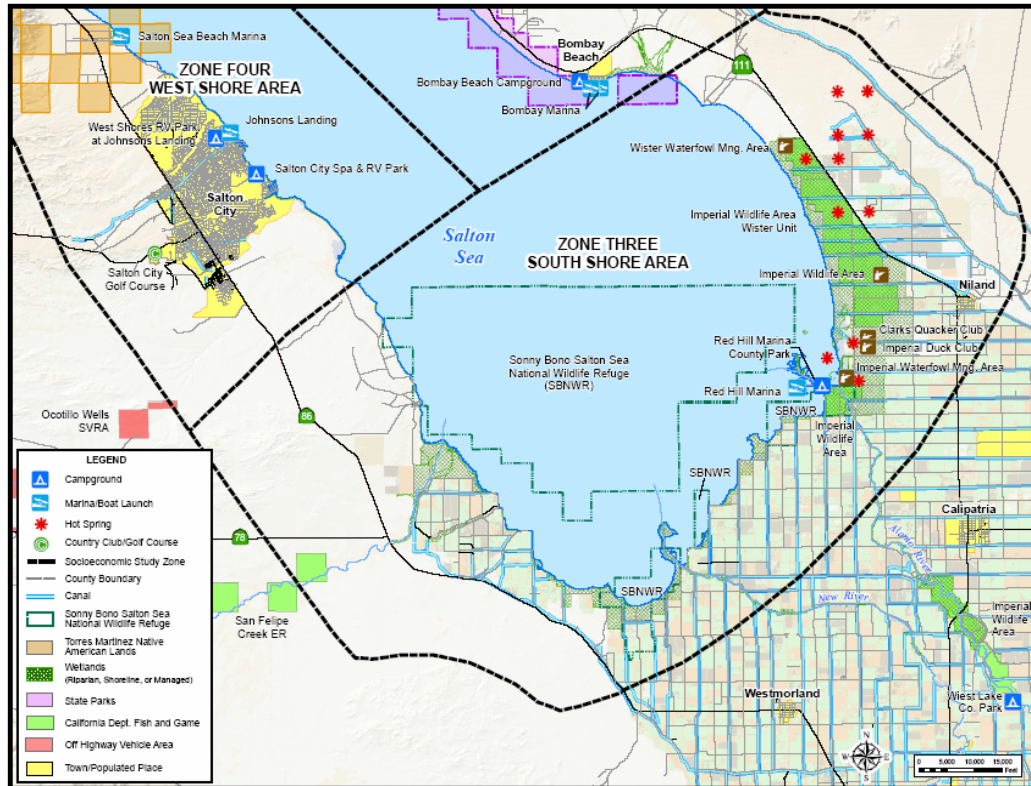 Salton Sea Beach Marina
ZONE FOUR
WEST SHORE AREA
Bombay
Beach
111
Bombay Beach Campground
Bombay Marina
West Shores RV Park
at Johnsons Landing
Johnsons Landing
Salton City Spa & RV Park
Wister Waterfowl Mng. Area
Salton
City
Imperial Wildlife Area
Wister Unit
Salton
Sea
ZONE THREE
SOUTH SHORE AREA
Salton City
Golf Course
Imperial Wildlife Area
Niland
Clarks Quacker Club
Imperial Duck Club
Red Hill Marina
County Park
Imperial Waterfowl Mng. Area
Sonny Bono Salton Sea
National Wildlife Refuge
(SBNWR)
Red Hill Marina
SBNWR
Imperial
Wildlife
Area
Ocotillo Wells
SVRA
86
SBNWR
Calipatria
78
Alamo River
New River
SBNWR
San Felipe
Creek ER
Imperial
Wildlife
Area
Westmorland
Wiest Lake
Co. Park
LEGEND
Campground
Marina/Boat Launch
Hot Spring
Country Club/Golf Course
Socioeconomic Study Zone
County Boundary
Canal
Sonny Bono Salton Sea
National Wildlife Refuge
Torres Martinez Native
American Lands
Wetlands
(Riparian, Shoreline, or Managed)
State Parks
California Dept. Fish and Game
Off Highway Vehicle Area
Town/Populated Place
N
W E
S
0 5,000 10,000 15,000
Feet